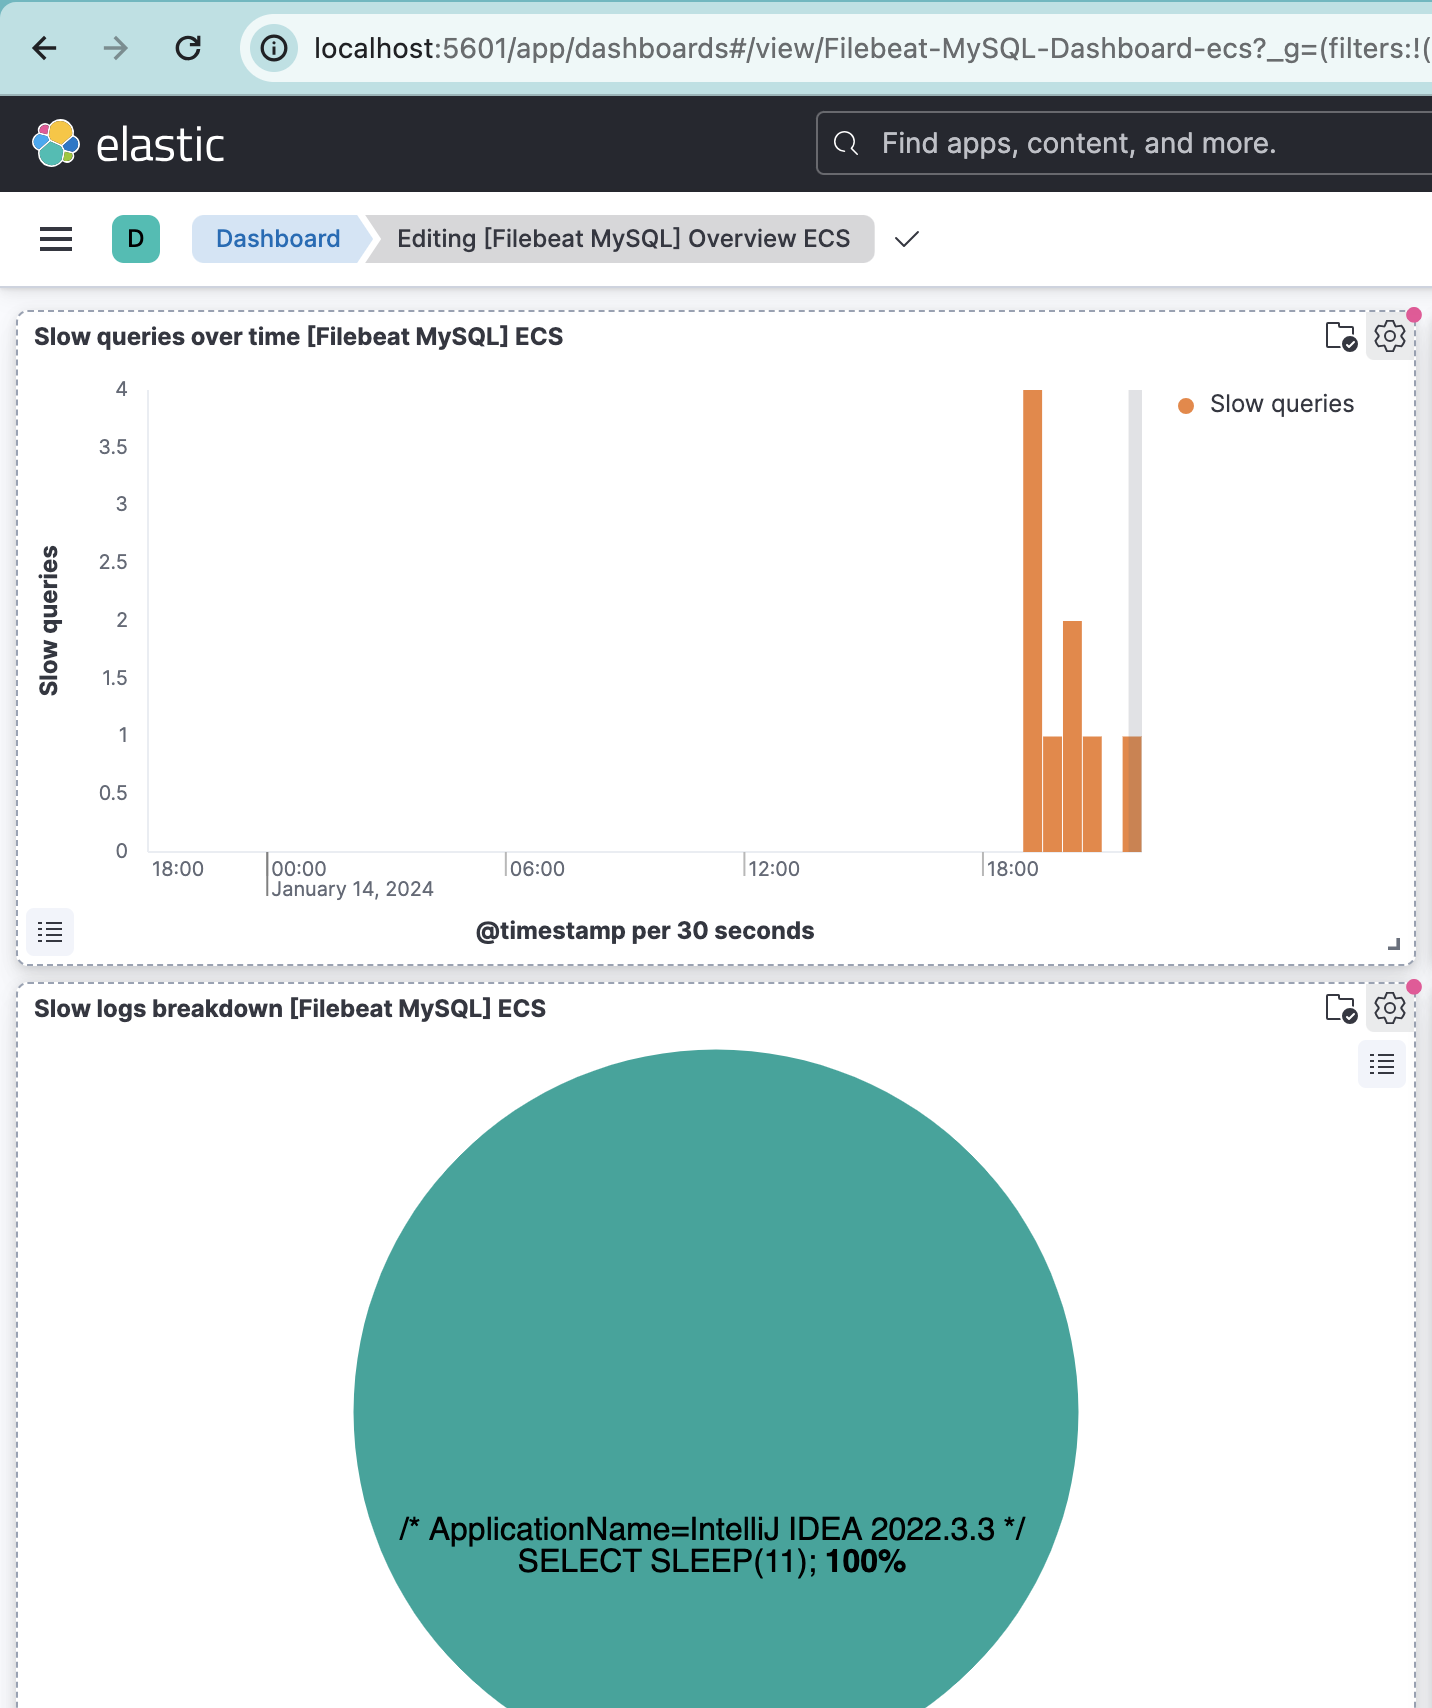 localhost:5601/app/dashboards#/view/Filebeat-MySQL-Dashboard-ecs?_g=(filters:!(
elastic
Find apps, content, and more.
D
Dashboard
Editing [Filebeat MySQL] Overview ECS
Slow queries over time [Filebeat MySQL] ECS
4
3.5
3
2.5
2
1.5
1
0.5
0
Slow queries
Slow queries
18:00
00:00
06:00
12:00
18:00
January 14, 2024
@timestamp per 30 seconds
Slow logs breakdown [Filebeat MySQL] ECS
/* ApplicationName=IntelliJ IDEA 2022.3.3 */
SELECT SLEEP(11); 100%